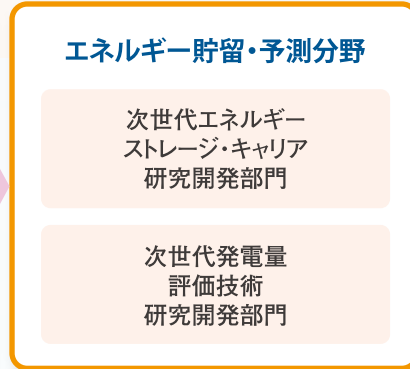 エネルギー貯留・予測分野
次世代エネルギー
ストレージ・キャリア
研究開発部門
次世代発電量
評価技術
研究開発部門